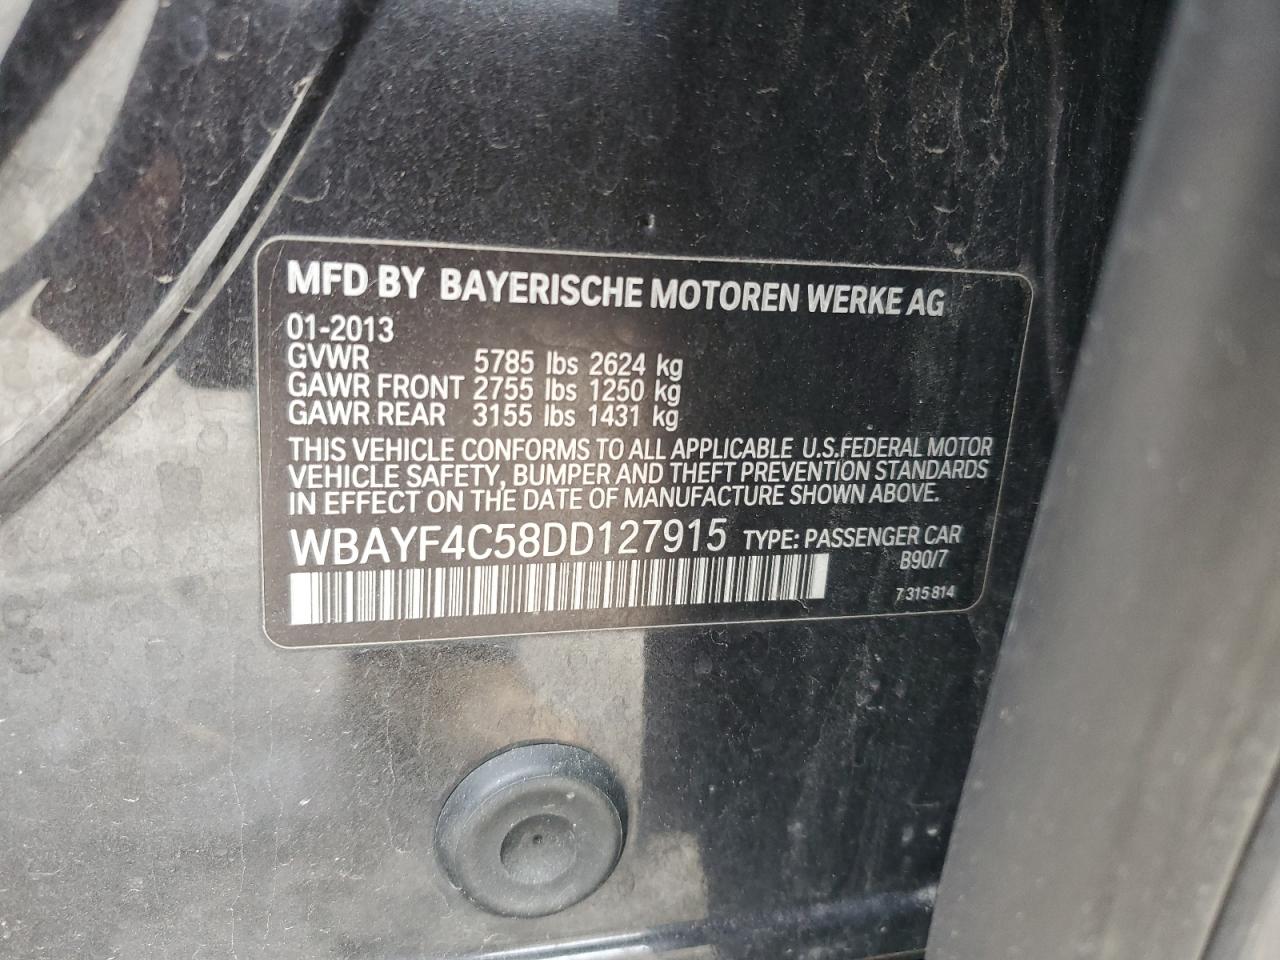 MFD BY BAYERISCHE MOTOREN WERKE AG
01-2013
GVWR 5785 lbs 2624 kg
GAWR FRONT 2755 lbs 1250 kg
GAWR REAR 3155 lbs 1431 kg
THIS VEHICLE CONFORMS TO ALL APPLICABLE U.S.FEDERAL MOTOR
VEHICLE SAFETY, BUMPER AND THEFT PREVENTION STANDARDS
IN EFFECT ON THE DATE OF MANUFACTURE SHOWN ABOVE.
WBAYF4C58DD127915 TYPE: PASSENGER CAR
B90/7
7 315 814